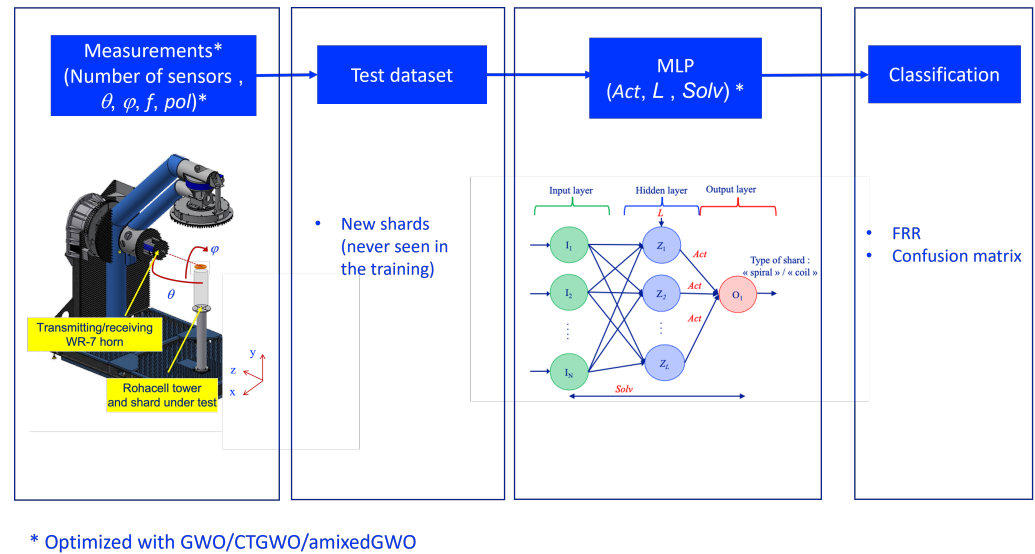 Measurements*
(Number of sensors ,
θ, φ, f, pol)*
Test dataset
MLP
(Act, L , Solv) *
Classification
φ
θ
Transmitting/receiving
WR-7 horn
Rohacell tower
and shard under test
y
z
x
• New shards
(never seen in
the training)
Input layer
Hidden layer
Output layer
L
I1
I2
⋮
IN
Z1
Z2
⋮
ZL
Act
Act
Act
O1
Type of shard :
« spiral » / « coil »
Solv
• FRR
• Confusion matrix
* Optimized with GWO/CTGWO/amixedGWO